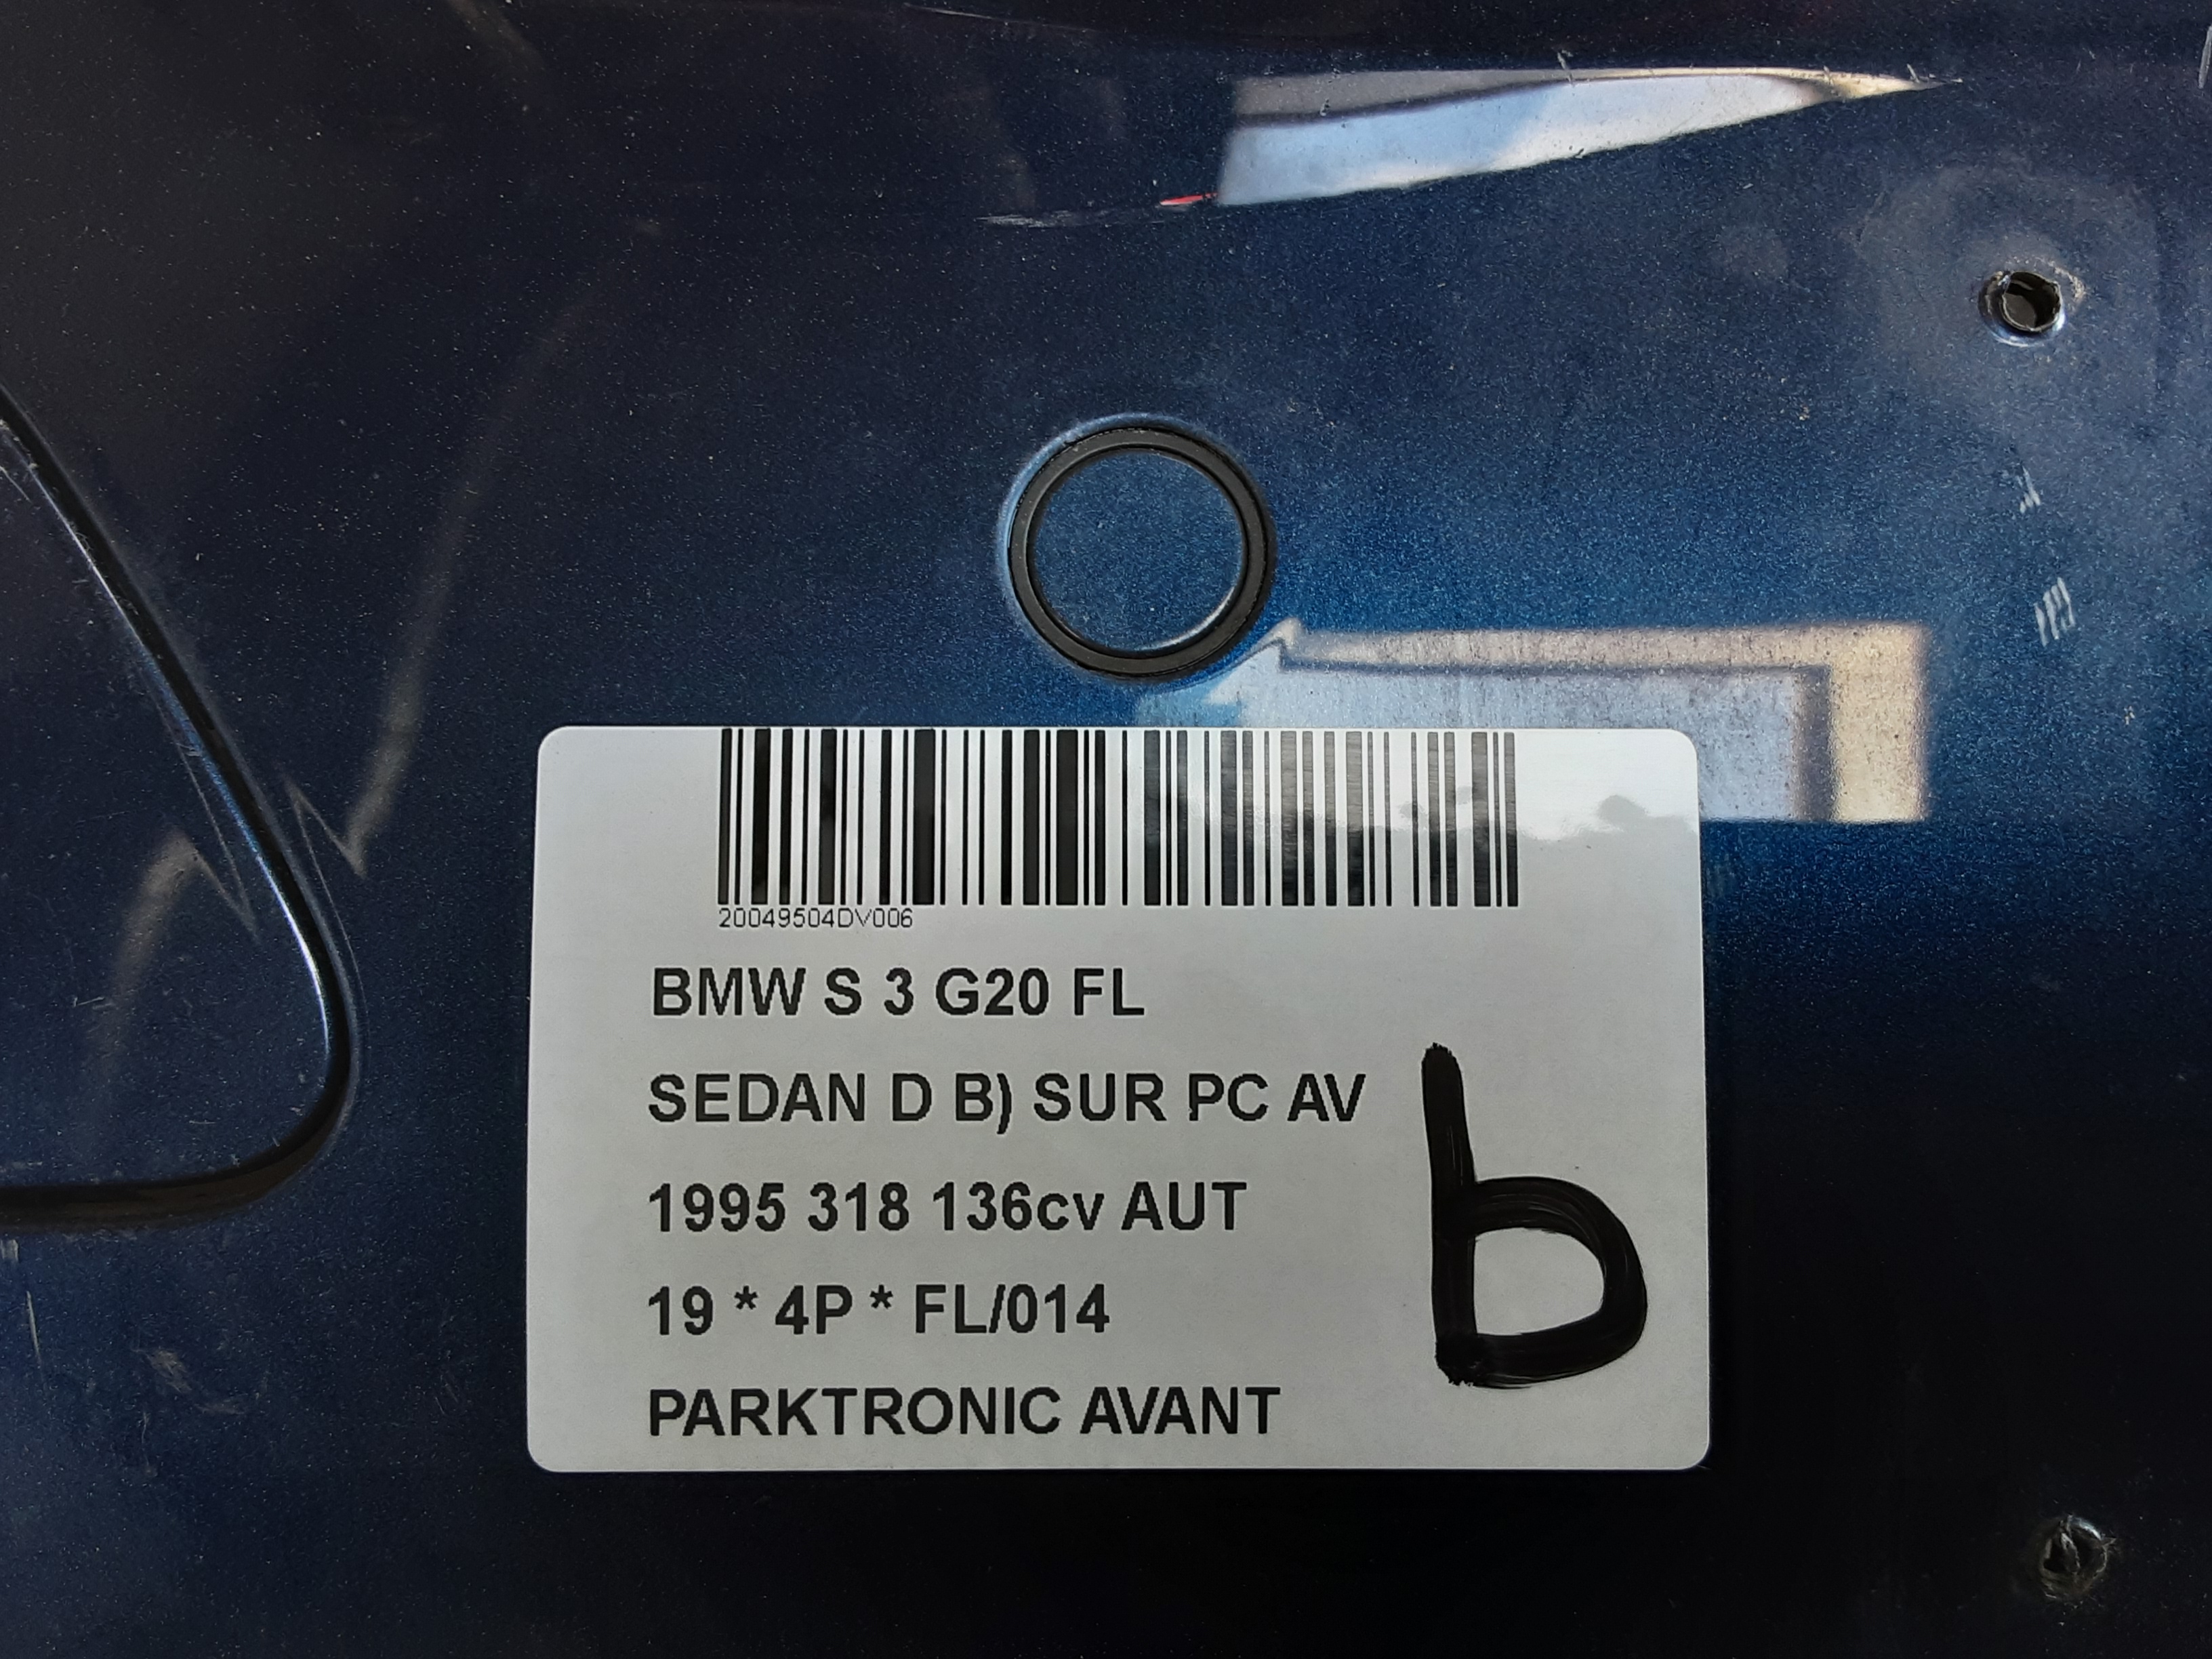 20049504DV006
BMW S 3 G20 FL
SEDAN D B) SUR PC AV
1995 318 136cv AUT
19 * 4P * FL/014
PARKTRONIC AVANT
b